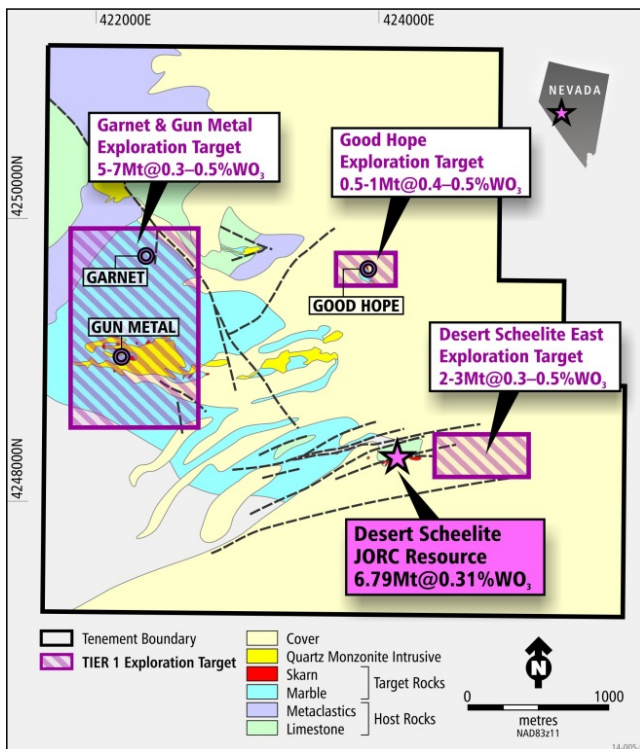 422000E
424000E
4250000N
4248000N
NEVADA
Garnet & Gun Metal
Exploration Target
5-7Mt@0.3–0.5%WO₃
Good Hope
Exploration Target
0.5-1Mt@0.4–0.5%WO₃
GARNET
GUN METAL
GOOD HOPE
Desert Scheelite East
Exploration Target
2-3Mt@0.3–0.5%WO₃
Desert Scheelite
JORC Resource
6.79Mt@0.31%WO₃
Tenement Boundary
TIER 1 Exploration Target
Cover
Quartz Monzonite Intrusive
Skarn
Marble
Target Rocks
Metaclastics
Limestone
Host Rocks
N
0
1000
metres
NAD83z11
14-005